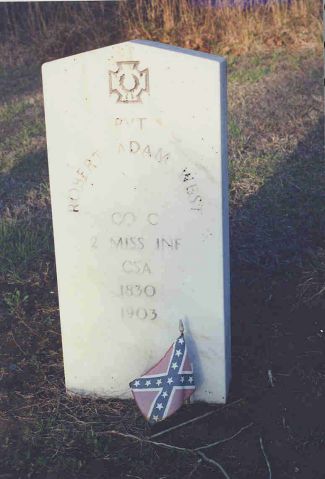 PVT
ROBERT ADAM WEST
CO C
2 MISS INF
CSA
1830
1903